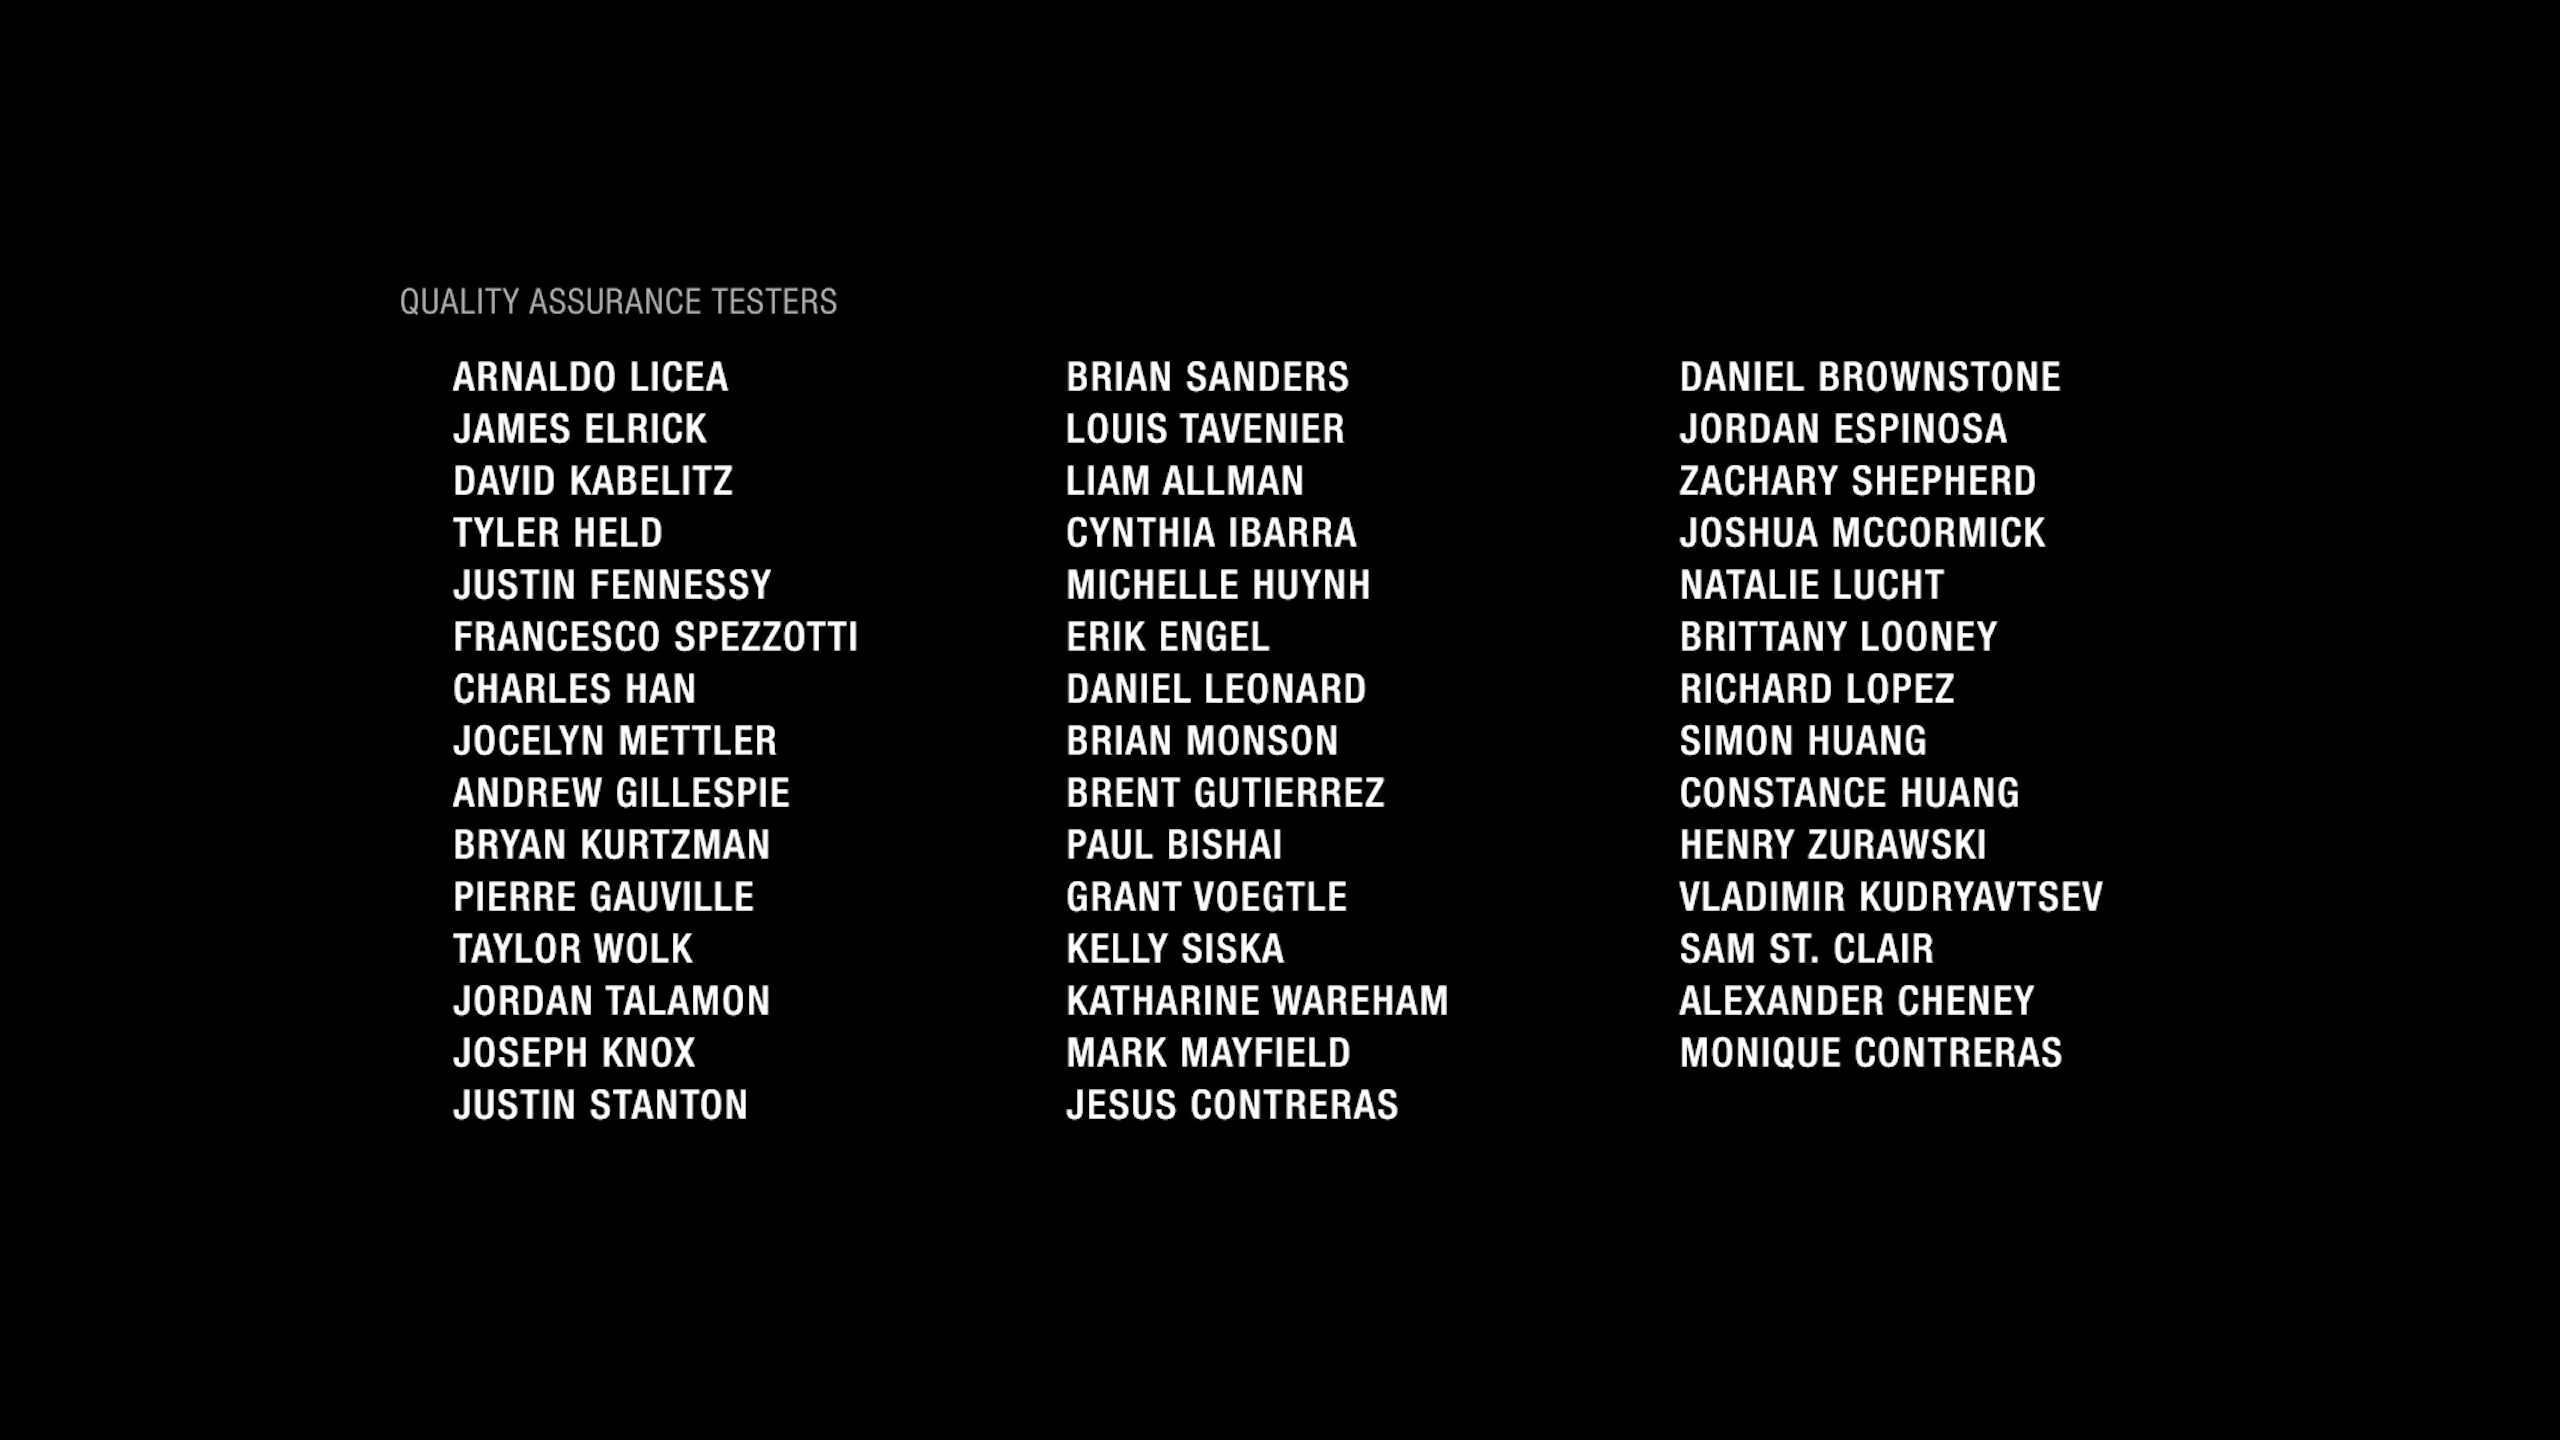 QUALITY ASSURANCE TESTERS
ARNALDO LICEA
JAMES ELRICK
DAVID KABELITZ
TYLER HELD
JUSTIN FENNESSY
FRANCESCO SPEZZOTTI
CHARLES HAN
JOCELYN METTLER
ANDREW GILLESPIE
BRYAN KURTZMAN
PIERRE GAUVILLE
TAYLOR WOLK
JORDAN TALAMON
JOSEPH KNOX
JUSTIN STANTON
BRIAN SANDERS
LOUIS TAVENIER
LIAM ALLMAN
CYNTHIA IBARRA
MICHELLE HUYNH
ERIK ENGEL
DANIEL LEONARD
BRIAN MONSON
BRENT GUTIERREZ
PAUL BISHAI
GRANT VOEGTLE
KELLY SISKA
KATHARINE WAREHAM
MARK MAYFIELD
JESUS CONTRERAS
DANIEL BROWNSTONE
JORDAN ESPINOSA
ZACHARY SHEPHERD
JOSHUA MCCORMICK
NATALIE LUCHT
BRITTANY LOONEY
RICHARD LOPEZ
SIMON HUANG
CONSTANCE HUANG
HENRY ZURAWSKI
VLADIMIR KUDRYAVTSEV
SAM ST. CLAIR
ALEXANDER CHENEY
MONIQUE CONTRERAS